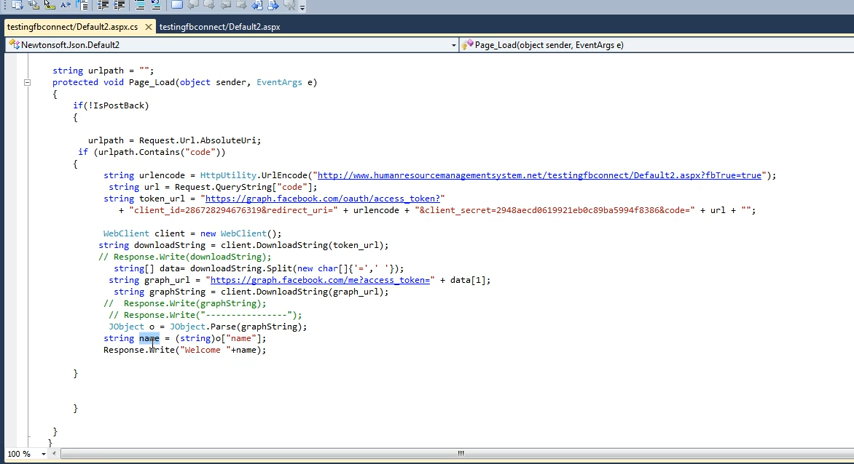 testingfbconnect/Default2.aspx.cs testingfbconnect/Default2.aspx
Newtonsoft.Json.Default2 Page_Load(object sender, EventArgs e)
string urlpath = "";
protected void Page_Load(object sender, EventArgs e)
{
if(!IsPostBack)
{
urlpath = Request.Url.AbsoluteUri;
if (urlpath.Contains("code"))
{
string urlencode = HttpUtility.UrlEncode("http://www.humanresourcemanagementsystem.net/testingfbconnect/Default2.aspx?fbTrue=true");
string url = Request.QueryString["code"];
string token_url = "https://graph.facebook.com/oauth/access_token?"
+ "client_id=286728294676319&redirect_uri=" + urlencode + "&client_secret=2948aecd0619921eb0c89ba5994f8386&code=" + url + "";
WebClient client = new WebClient();
string downloadString = client.DownloadString(token_url);
// Response.Write(downloadString);
string[] data= downloadString.Split(new char[]{'=',' '});
string graph_url = "https://graph.facebook.com/me?access_token=" + data[1];
string graphString = client.DownloadString(graph_url);
// Response.Write(graphString);
// Response.Write("----------------");
JObject o = JObject.Parse(graphString);
string name = (string)o["name"];
Response.Write("Welcome "+name);
}
}
}
}
100 %